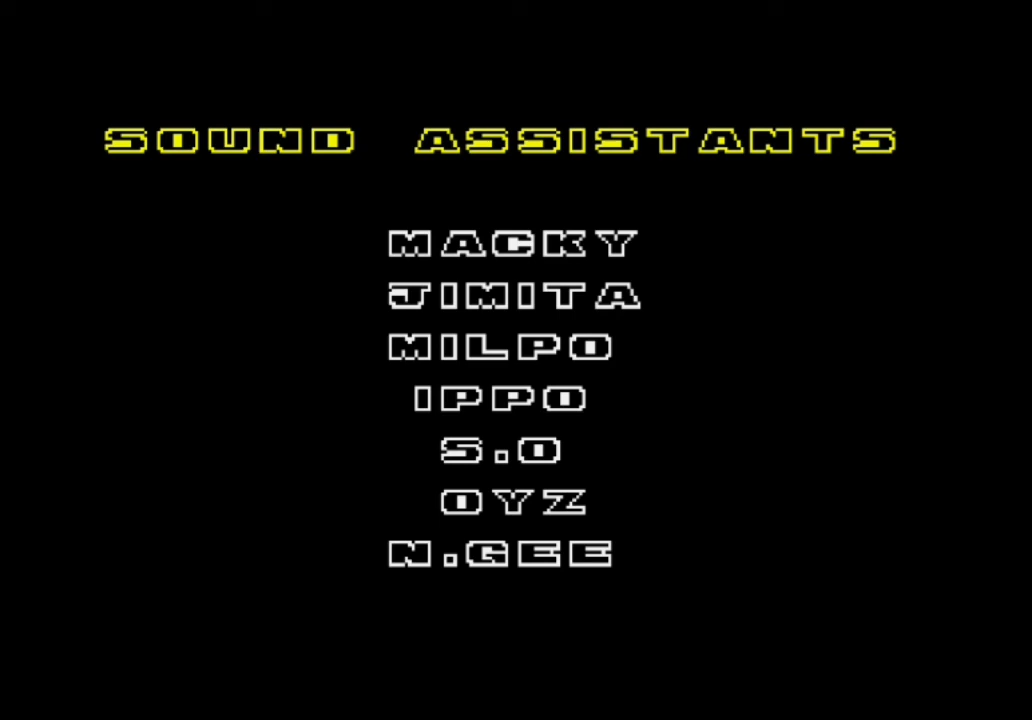 SOUND ASSISTANTS
MACKY
JIMITA
MILPO
IPPO
S.O
OYZ
N.GEE